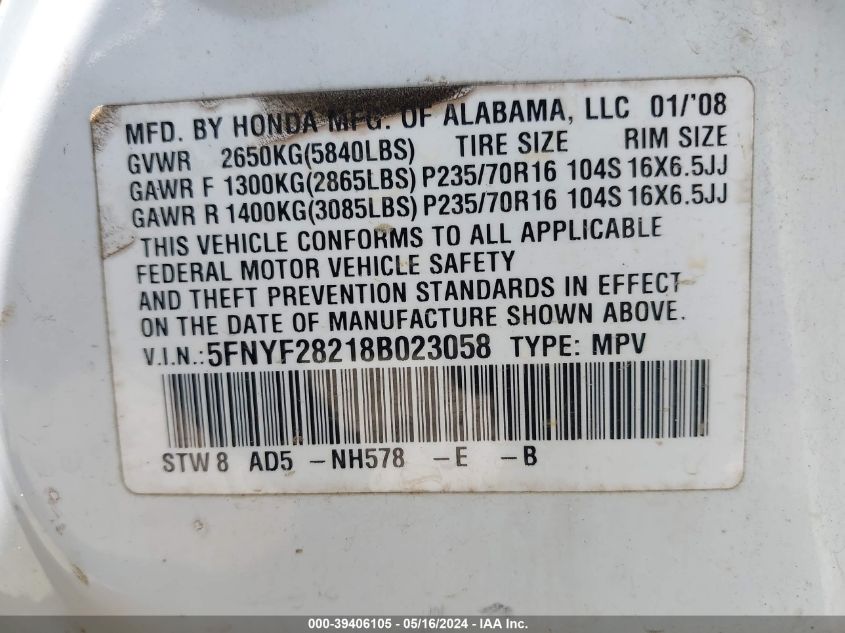 MFD. BY HONDA MFG. OF ALABAMA, LLC 01/'08
GVWR 2650KG(5840LBS) TIRE SIZE RIM SIZE
GAWR F 1300KG(2865LBS) P235/70R16 104S 16X6.5JJ
GAWR R 1400KG(3085LBS) P235/70R16 104S 16X6.5JJ
THIS VEHICLE CONFORMS TO ALL APPLICABLE
FEDERAL MOTOR VEHICLE SAFETY
AND THEFT PREVENTION STANDARDS IN EFFECT
ON THE DATE OF MANUFACTURE SHOWN ABOVE.
V.I.N.:5FNYF28218B023058 TYPE: MPV
STW8 AD5 -NH578 -E -B
000-39406105 - 05/16/2024 - IAA Inc.